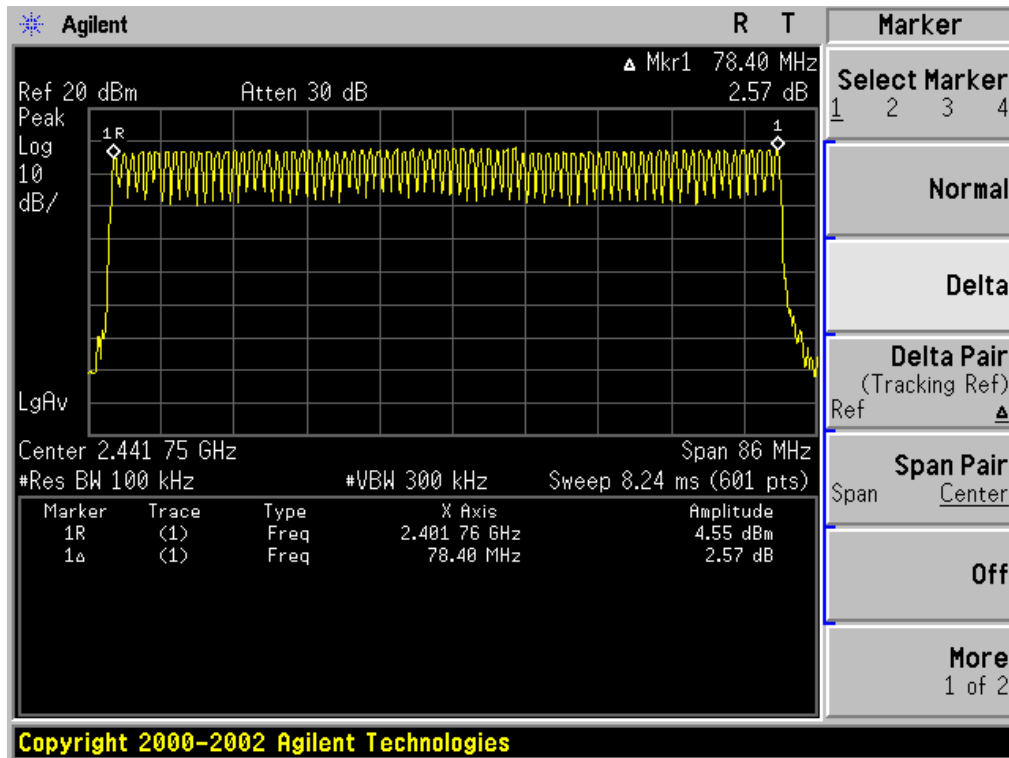 Agilent R T
Δ Mkr1 78.40 MHz
Ref 20 dBm Atten 30 dB 2.57 dB
Peak
Log
10
dB/
1R
1
LgAv
Center 2.441 75 GHz Span 86 MHz
#Res BW 100 kHz #VBW 300 kHz Sweep 8.24 ms (601 pts)
Marker Trace Type X Axis Amplitude
1R (1) Freq 2.401 76 GHz 4.55 dBm
1Δ (1) Freq 78.40 MHz 2.57 dB
Marker
Select Marker
1 2 3 4
Normal
Delta
Delta Pair
(Tracking Ref)
Ref Δ
Span Pair
Span Center
Off
More
1 of 2
Copyright 2000-2002 Agilent Technologies